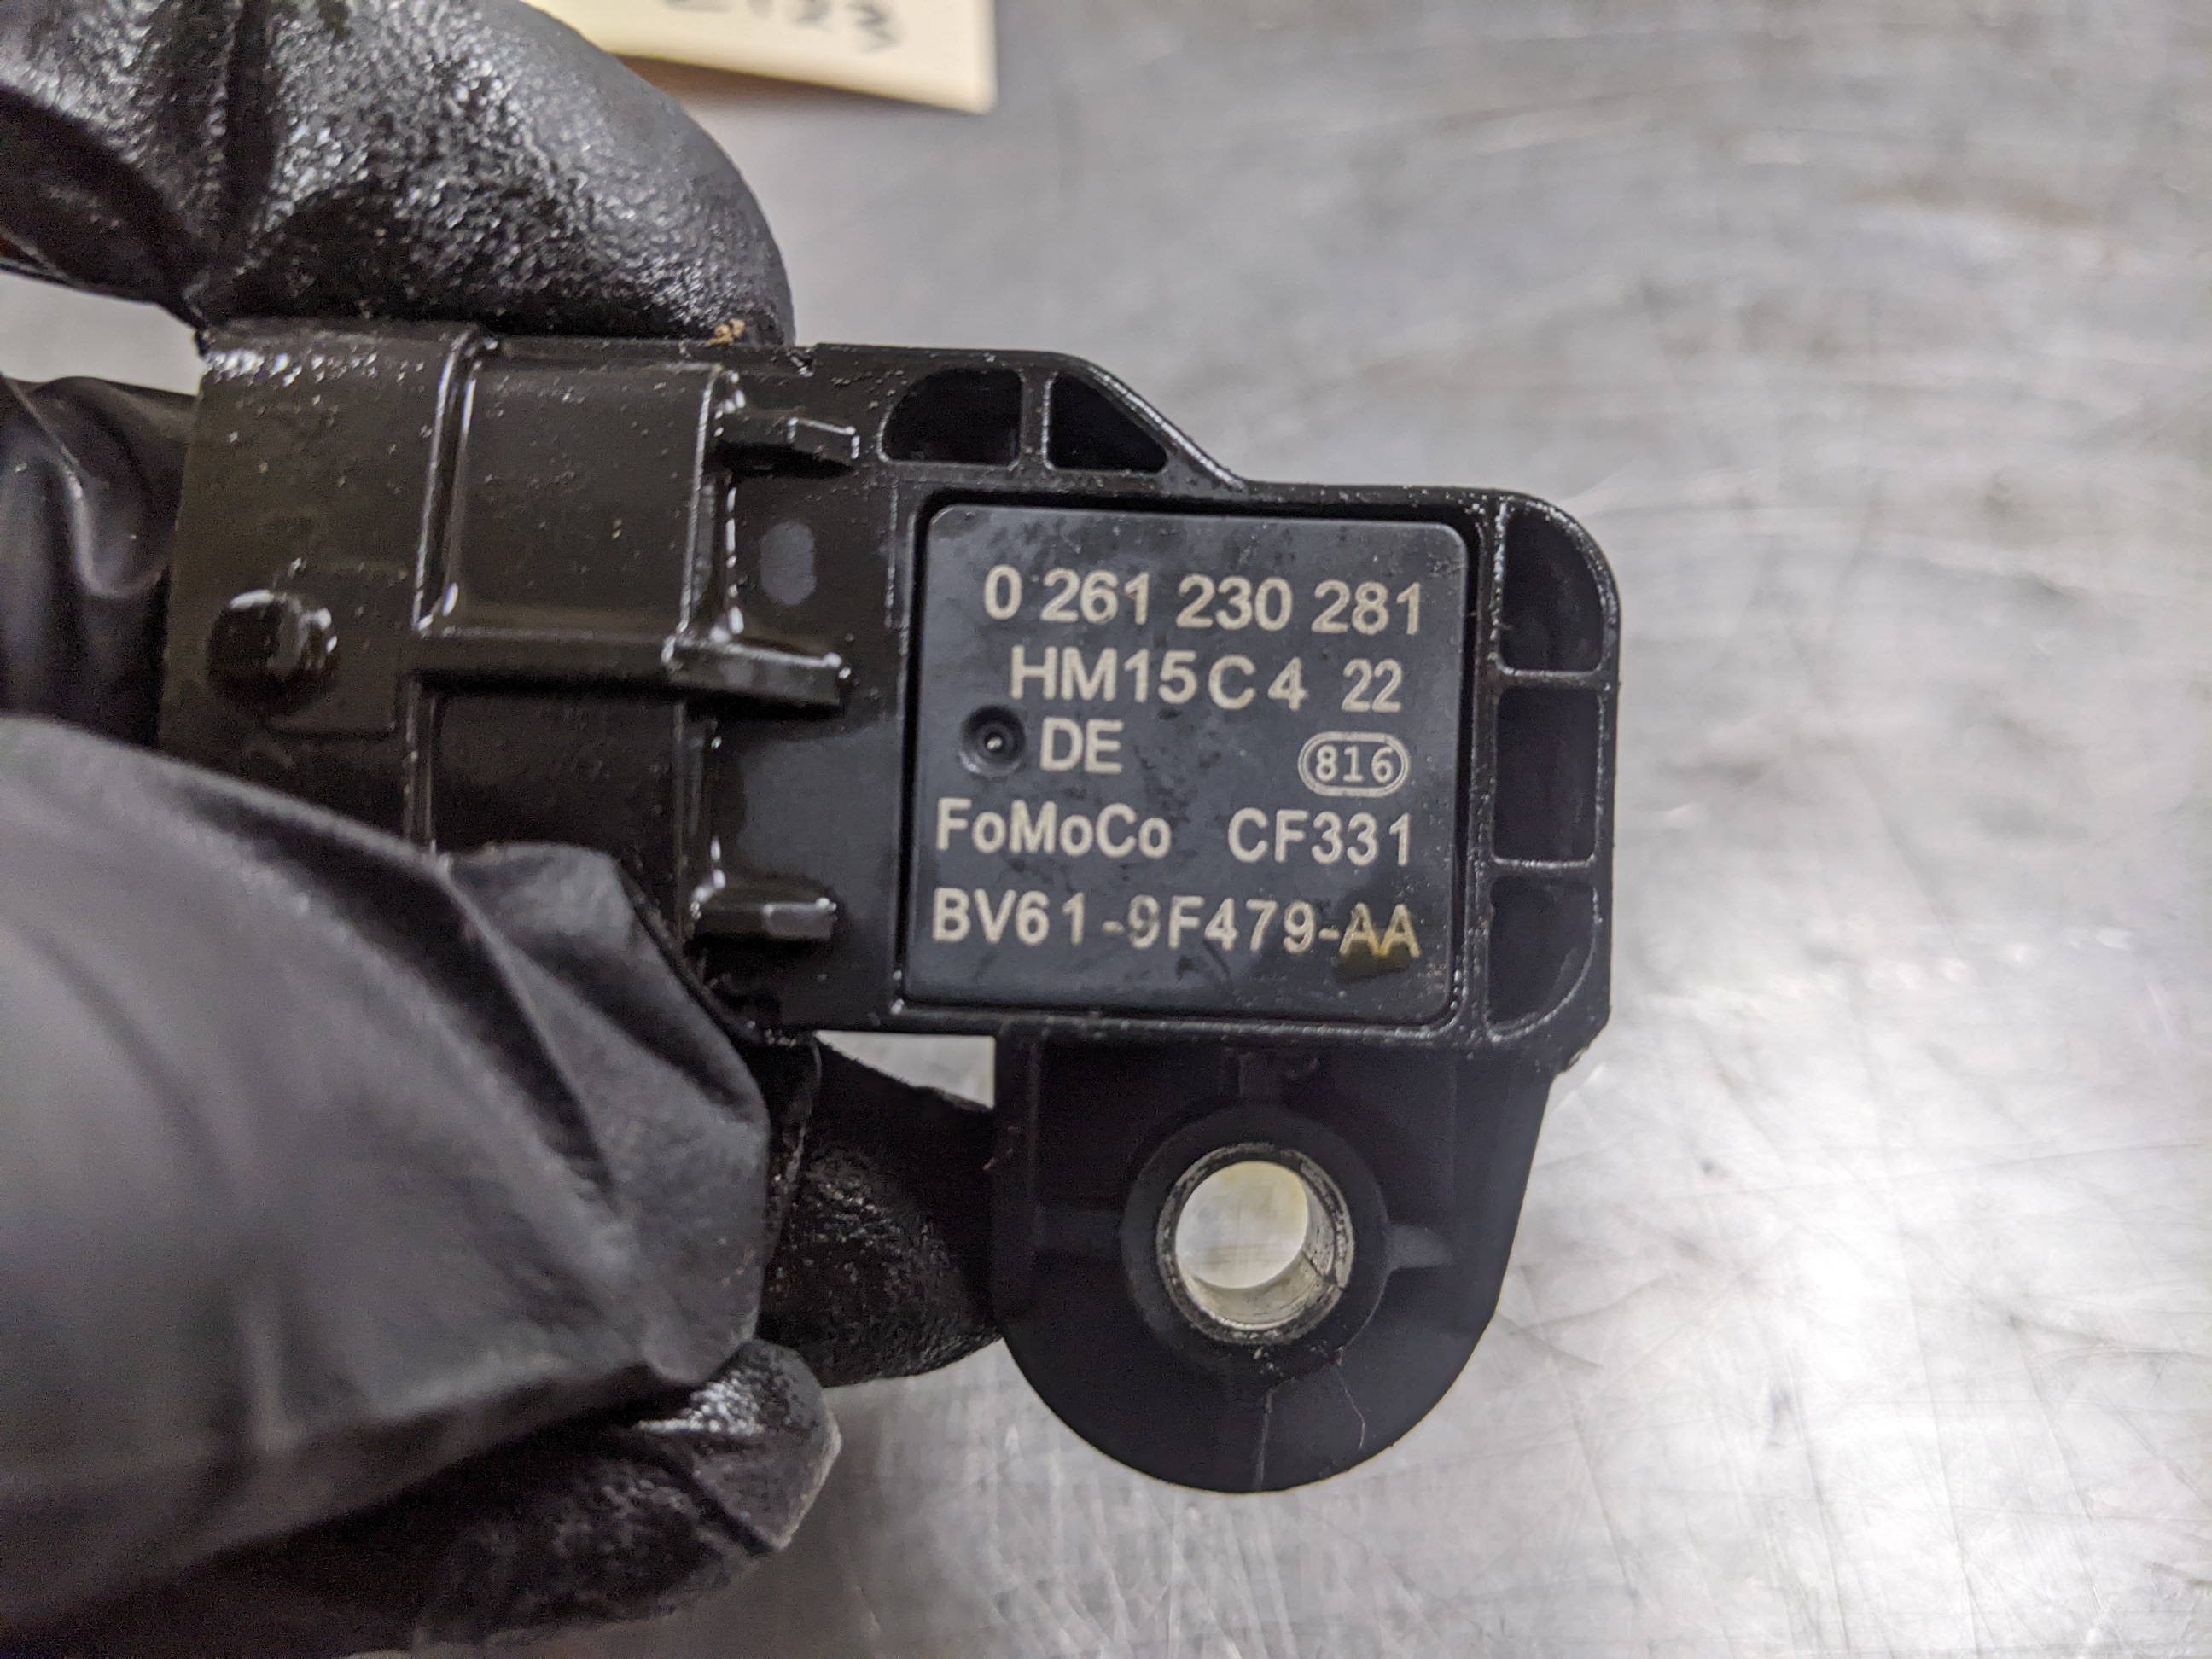 0 261 230 281
HM15C4 22
DE 816
FoMoCo CF331
BV61-9F479-AA